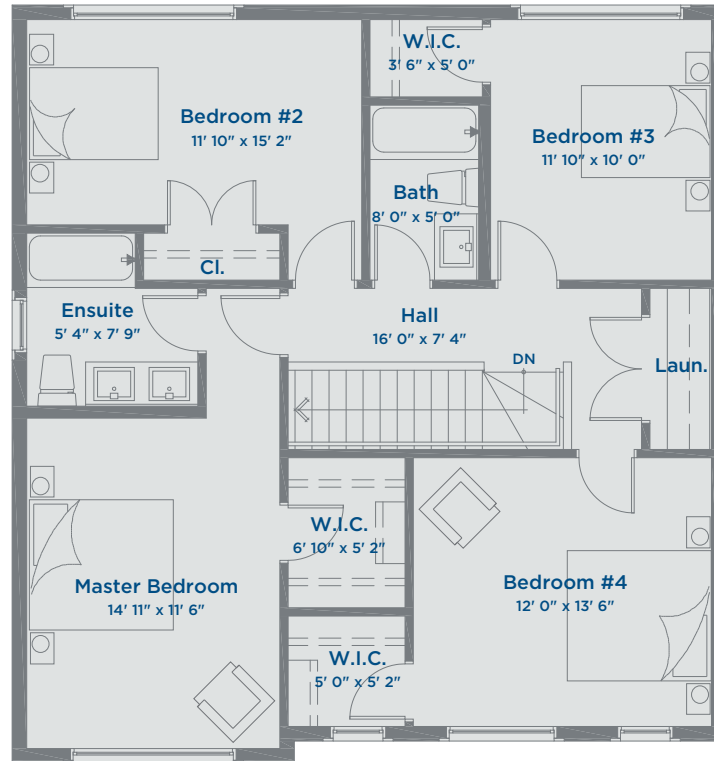 W.I.C.
3' 6" x 5' 0"
Bedroom #2
11' 10" x 15' 2"
Bedroom #3
11' 10" x 10' 0"
Bath
8' 0" x 5' 0"
Cl.
Ensuite
5' 4" x 7' 9"
Hall
16' 0" x 7' 4"
DN
Laun.
W.I.C.
6' 10" x 5' 2"
Master Bedroom
14' 11" x 11' 6"
Bedroom #4
12' 0" x 13' 6"
W.I.C.
5' 0" x 5' 2"